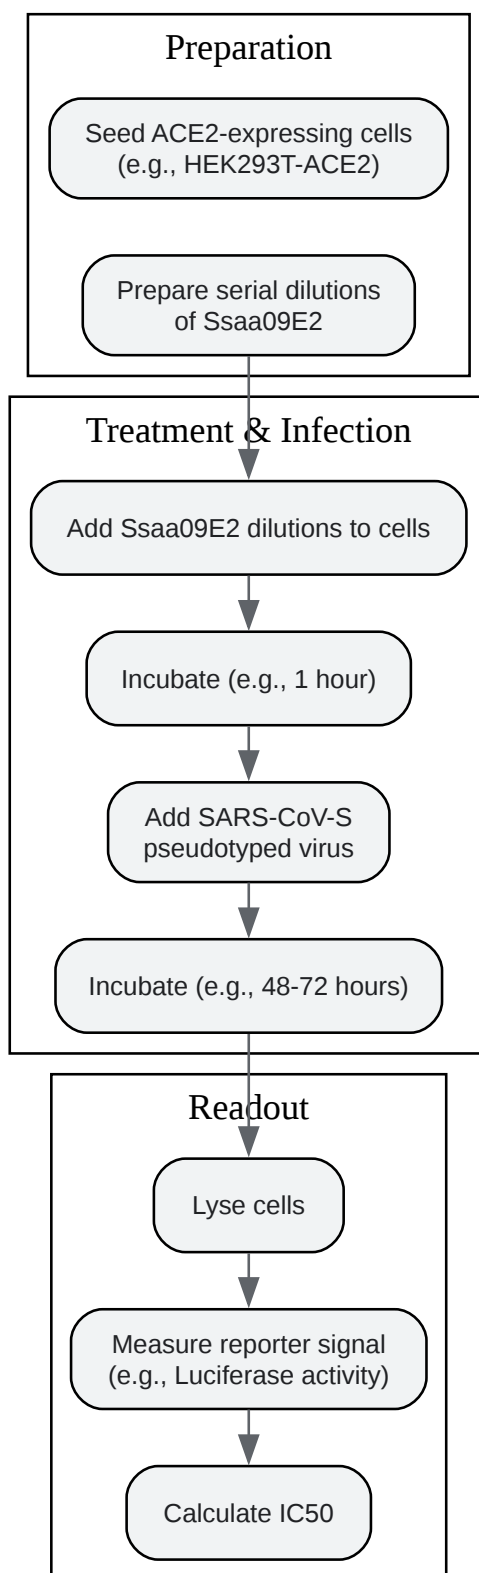 Preparation
Seed ACE2-expressing cells
(e.g., HEK293T-ACE2)
Prepare serial dilutions
of Ssaa09E2
Treatment & Infection
Add Ssaa09E2 dilutions to cells
Incubate (e.g., 1 hour)
Add SARS-CoV-S
pseudotyped virus
Incubate (e.g., 48-72 hours)
Readout
Lyse cells
Measure reporter signal
(e.g., Luciferase activity)
Calculate IC50